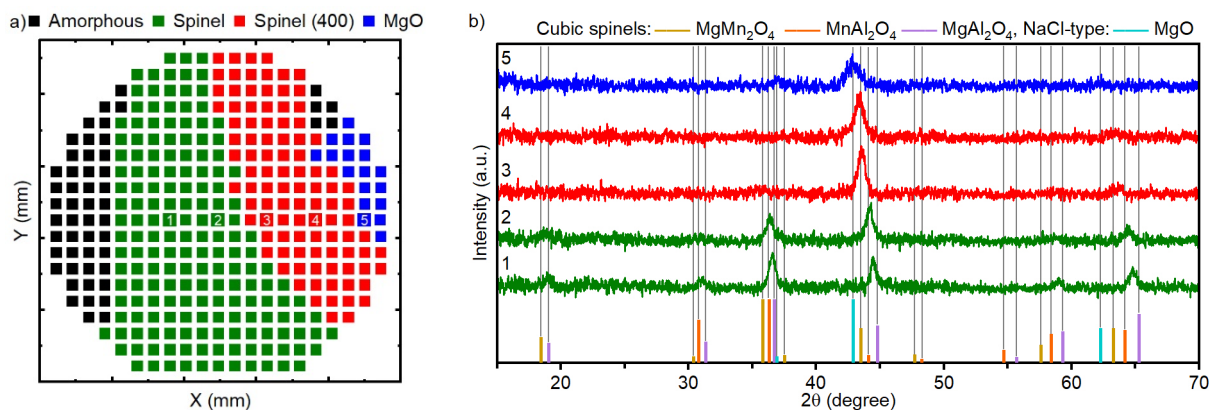 a) Amorphous Spinel Spinel (400) MgO
1 2 3 4 5
Y (mm)
X (mm)
b) Cubic spinels: MgMn₂O₄ MnAl₂O₄ MgAl₂O₄, NaCl-type: MgO
5
4
3
2
1
Intensity (a.u.)
20 30 40 50 60 70
2θ (degree)